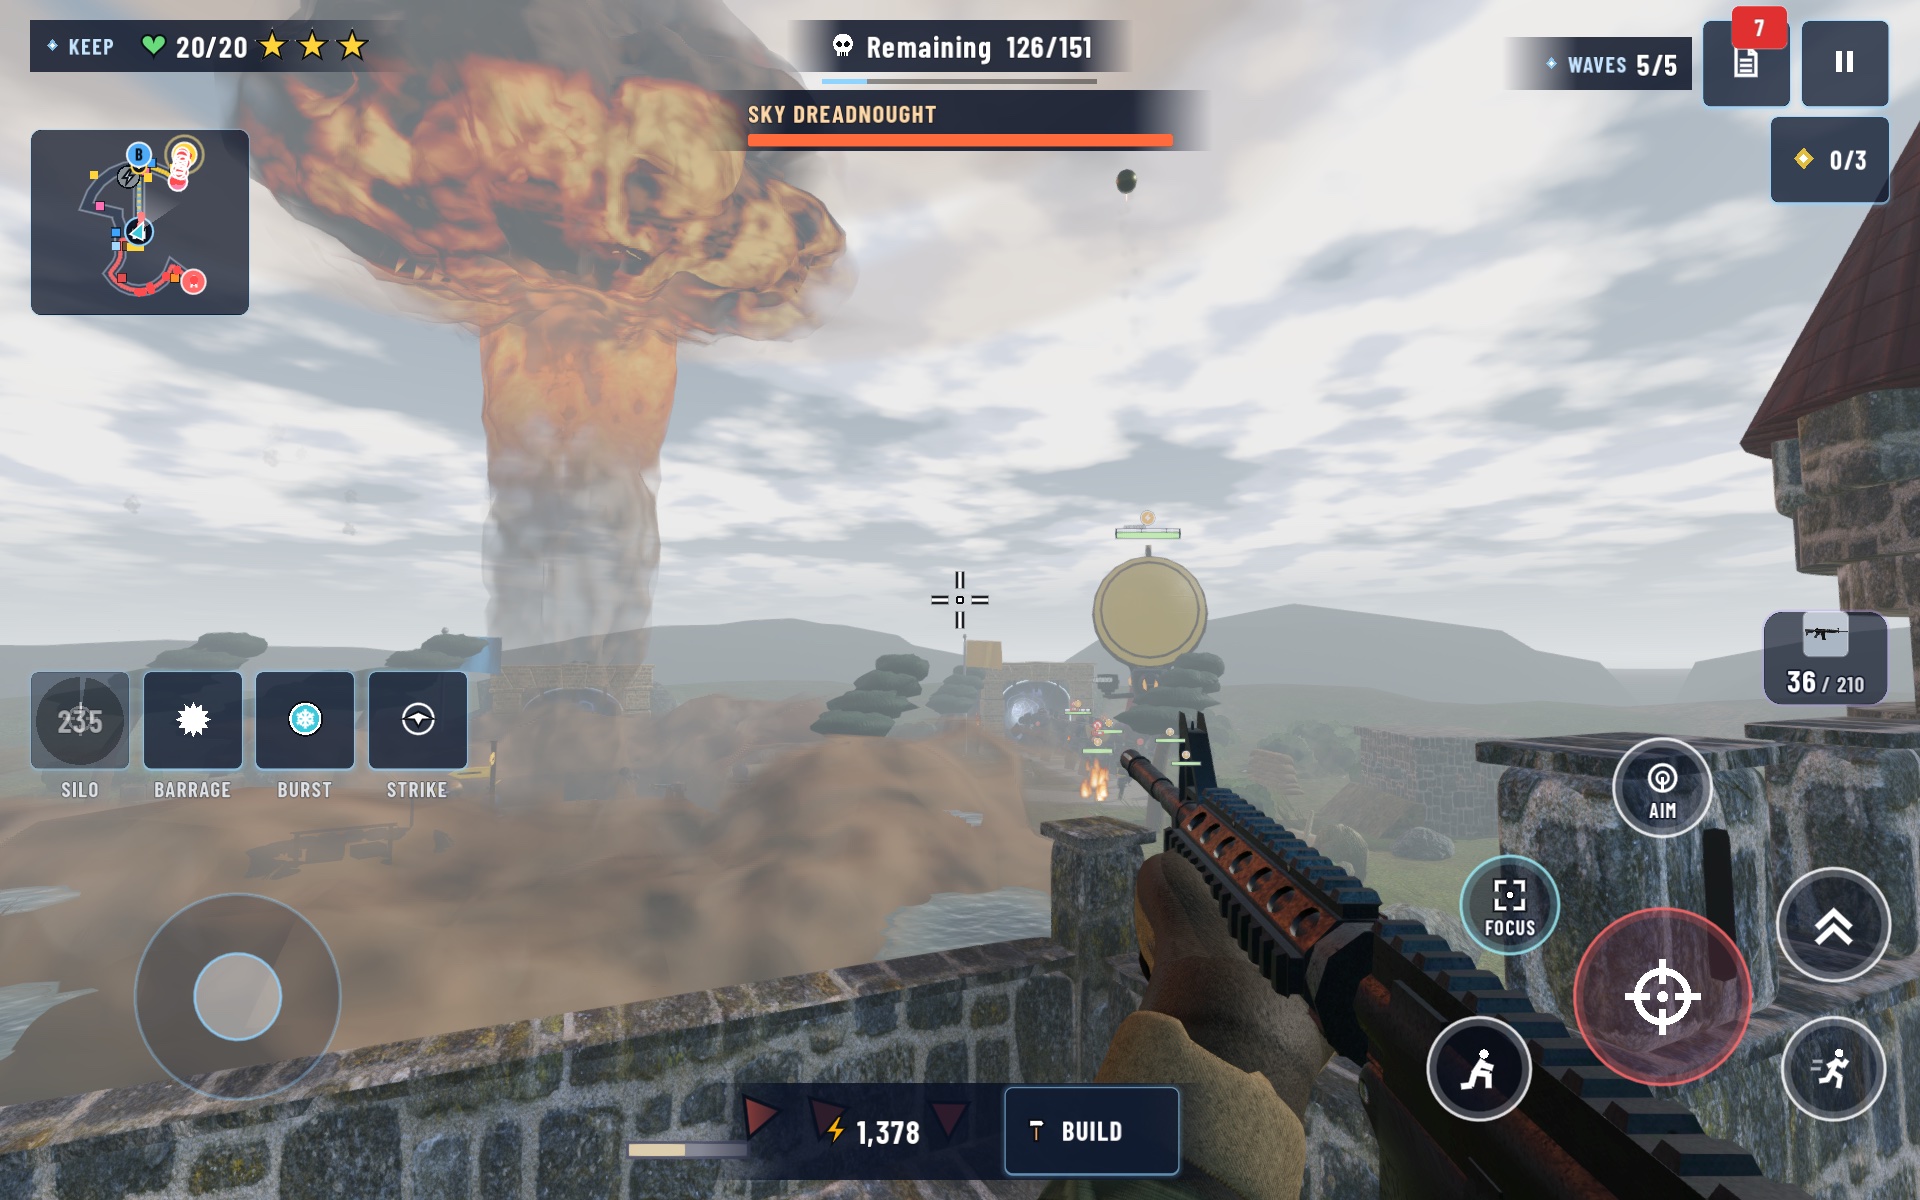 KEEP 20/20
Remaining 126/151
WAVES 5/5
7
SKY DREADNOUGHT
0/3
B
36 / 210
235
SILO
BARRAGE
BURST
STRIKE
AIM
FOCUS
1,378
BUILD